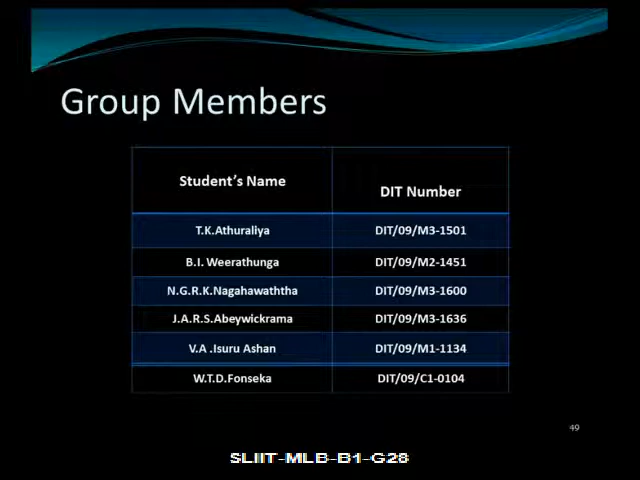 Group Members
Student's Name DIT Number
T.K.Athuraliya DIT/09/M3-1501
B.I. Weerathunga DIT/09/M2-1451
N.G.R.K.Nagahawaththa DIT/09/M3-1600
J.A.R.S.Abeywickrama DIT/09/M3-1636
V.A .Isuru Ashan DIT/09/M1-1134
W.T.D.Fonseka DIT/09/C1-0104
49
SLIIT-MLB-B1-G28